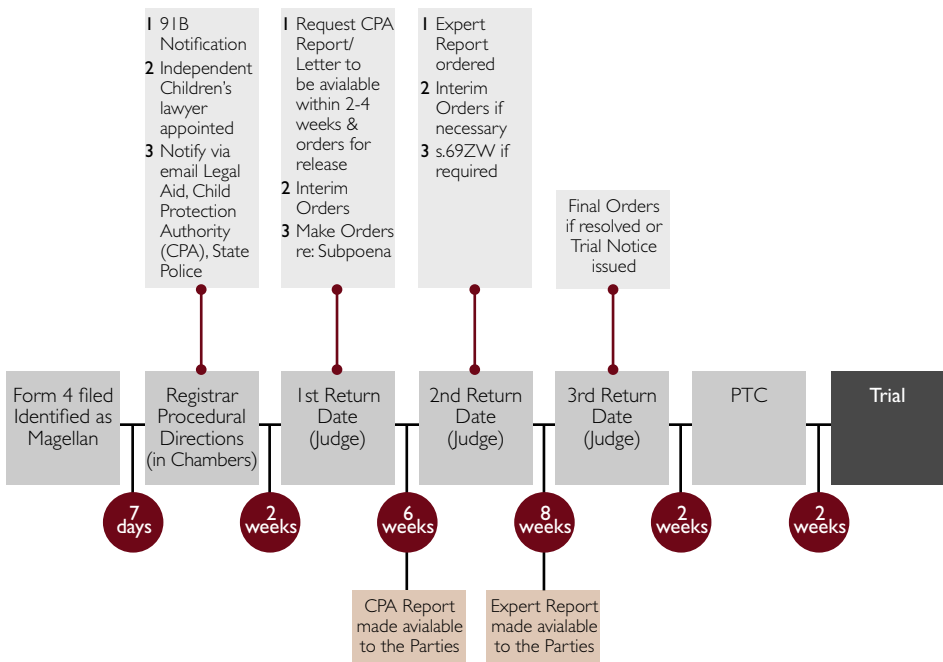 1 91B
Notification
2 Independent
Children's
lawyer
appointed
3 Notify via
email Legal
Aid, Child
Protection
Authority
(CPA), State
Police
1 Request CPA
Report/
Letter to
be avialable
within 2-4
weeks &
orders for
release
2 Interim
Orders
3 Make Orders
re: Subpoena
1 Expert
Report
ordered
2 Interim
Orders if
necessary
3 s.69ZW if
required
Final Orders
if resolved or
Trial Notice
issued
Form 4 filed
Identified as
Magellan
Registrar
Procedural
Directions
(in Chambers)
1st Return
Date
(Judge)
2nd Return
Date
(Judge)
3rd Return
Date
(Judge)
PTC
Trial
7
days
2
weeks
6
weeks
8
weeks
2
weeks
2
weeks
CPA Report
made avialable
to the Parties
Expert Report
made avialable
to the Parties